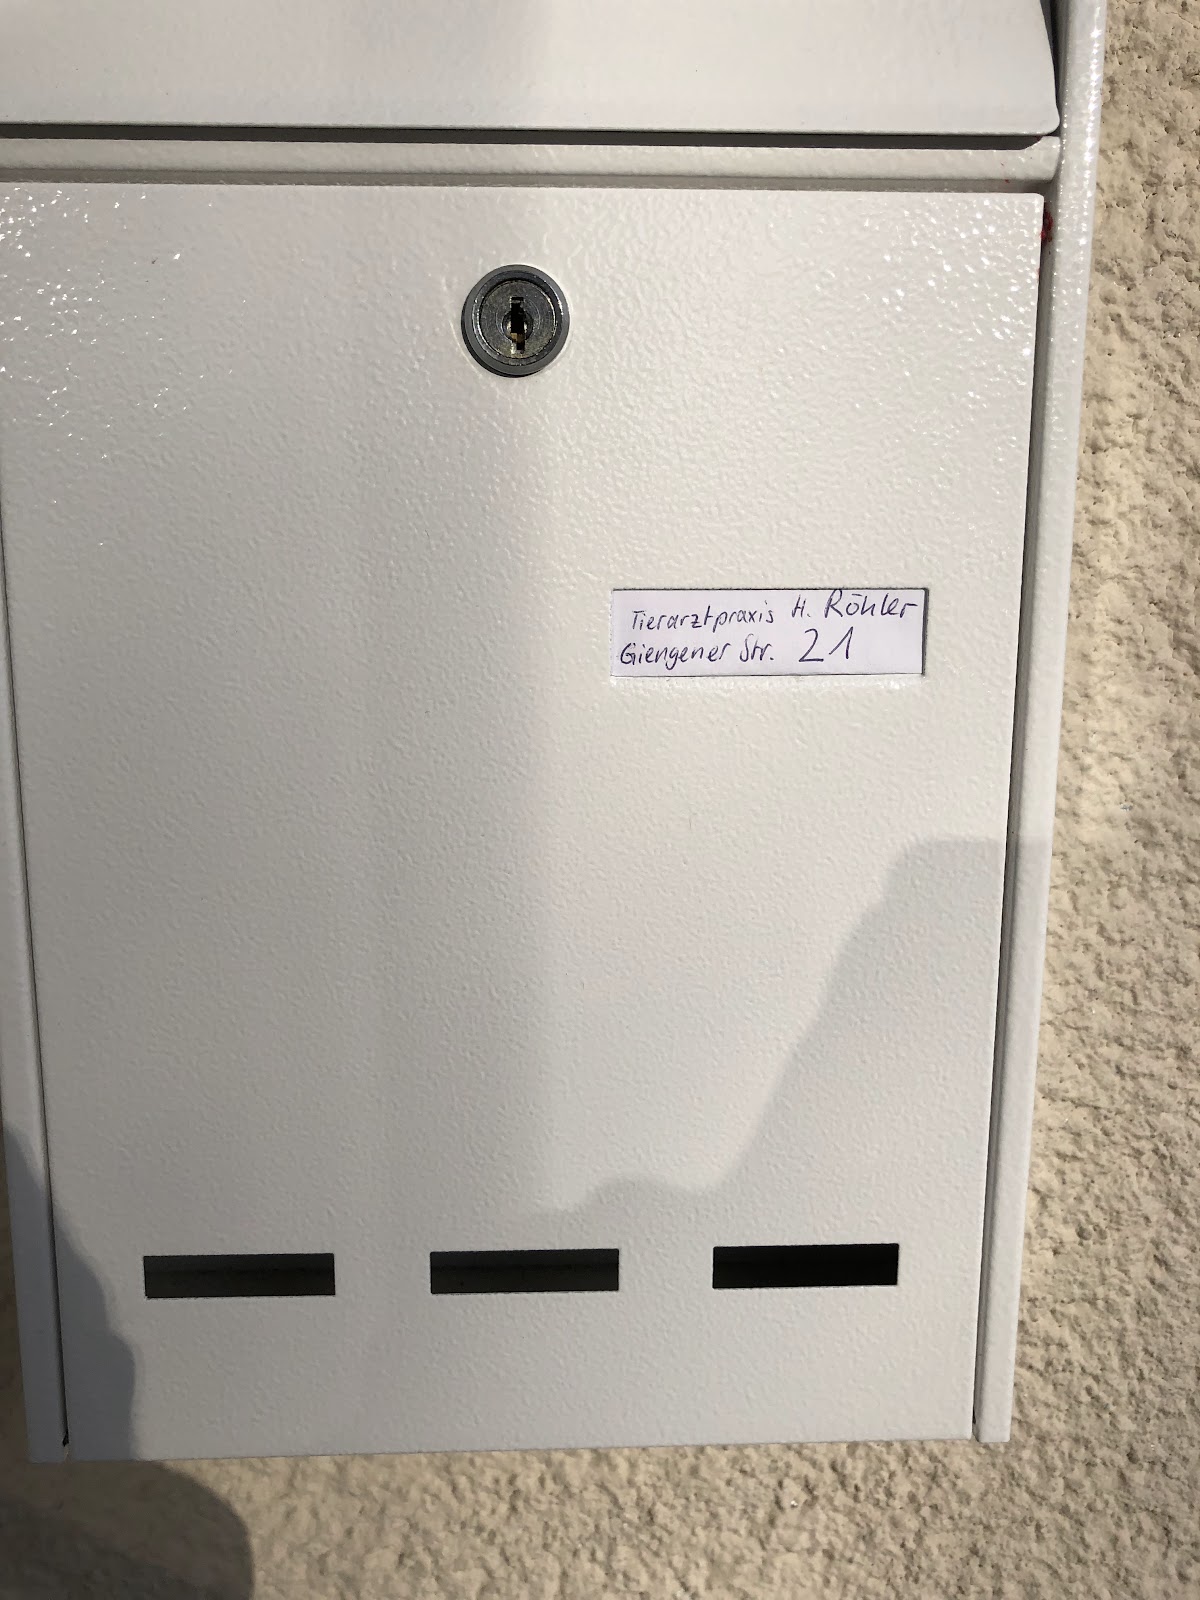 Tierarztpraxis H. Röhler
Giengener Str. 21